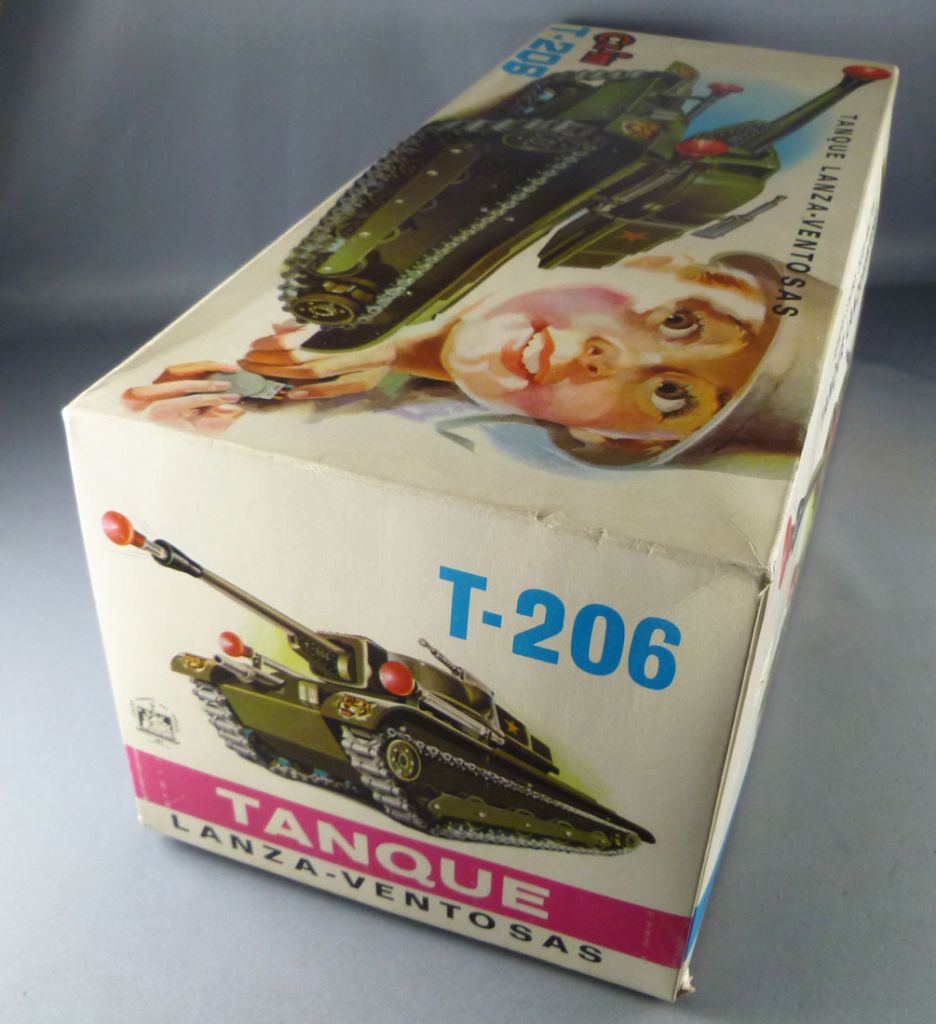 T-206
TANQUE LANZA-VENTOSAS
T-206
TANQUE
LANZA-VENTOSAS